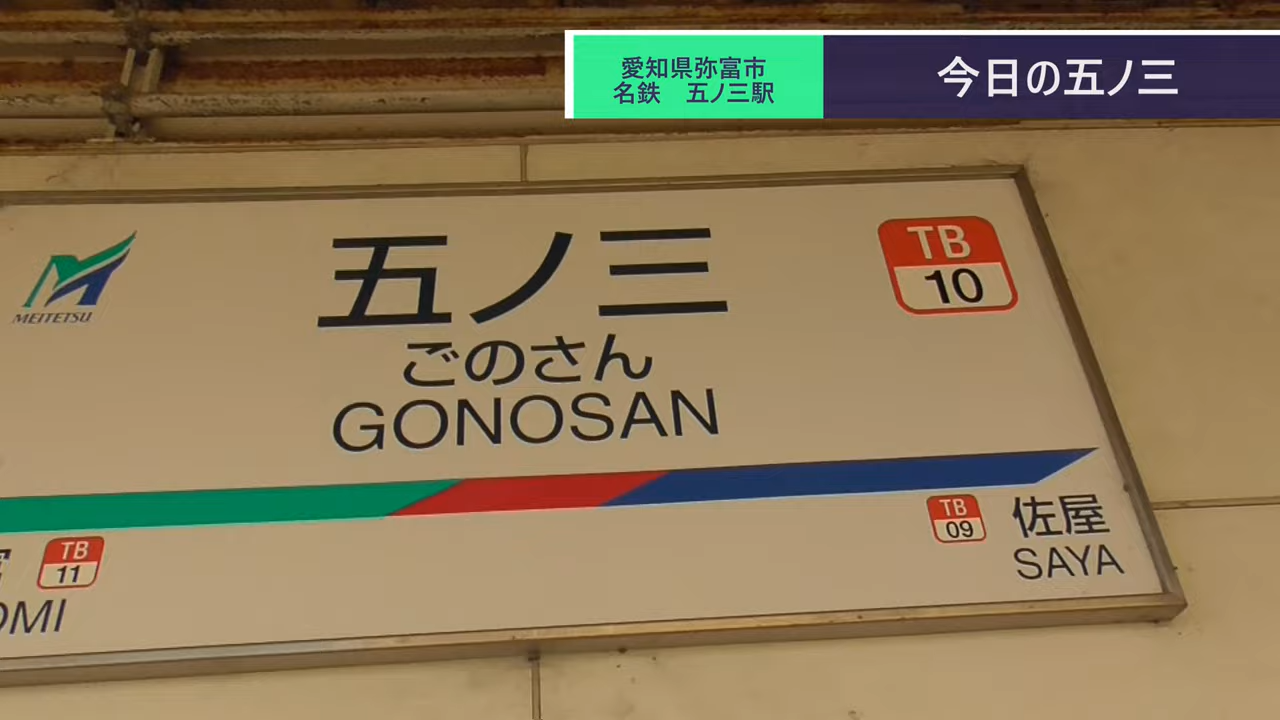 愛知県弥富市
名鉄　五ノ三駅
今日の五ノ三
MEITETSU
五ノ三
TB
10
ごのさん
GONOSAN
TB
11
TB
09
佐屋
SAYA